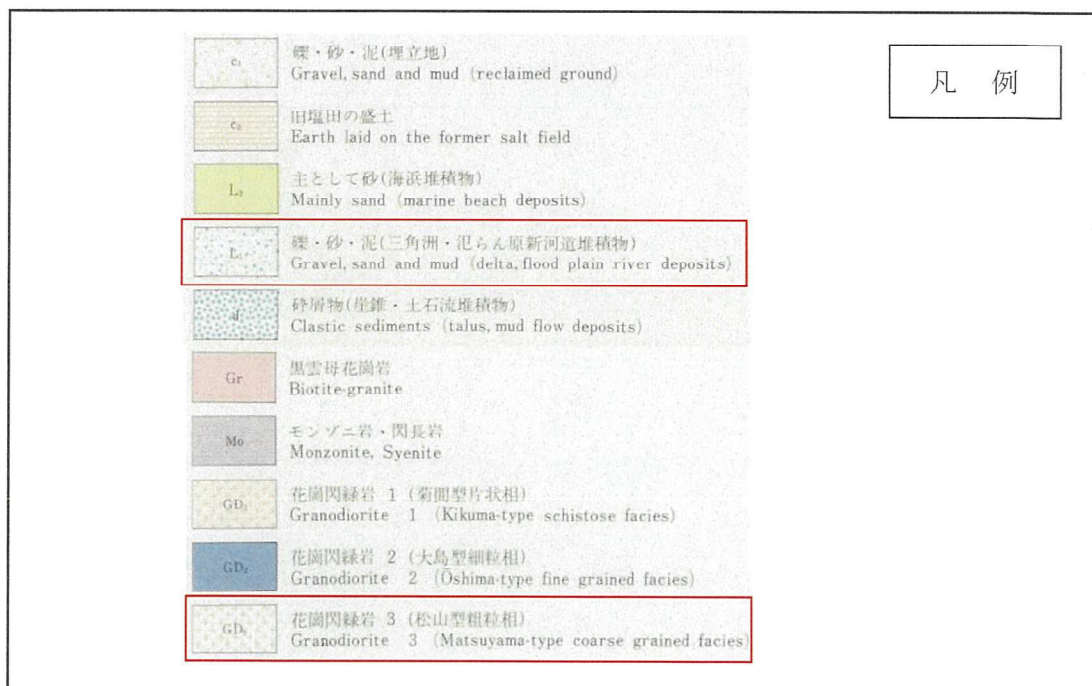 凡 例
c₁
礫・砂・泥(埋立地)
Gravel, sand and mud (reclaimed ground)
c₂
旧塩田の盛土
Earth laid on the former salt field
L₂
主として砂(海浜堆積物)
Mainly sand (marine beach deposits)
L₁
礫・砂・泥(三角洲・氾らん原新河道堆積物)
Gravel, sand and mud (delta, flood plain river deposits)
d
砕屑物(崖錐・土石流堆積物)
Clastic sediments (talus, mud flow deposits)
Gr
黒雲母花崗岩
Biotite-granite
Mo
モンゾニ岩・閃長岩
Monzonite, Syenite
GD₁
花崗閃緑岩 1 (菊間型片状相)
Granodiorite 1 (Kikuma-type schistose facies)
GD₂
花崗閃緑岩 2 (大島型細粒相)
Granodiorite 2 (Ōshima-type fine grained facies)
GD₃
花崗閃緑岩 3 (松山型粗粒相)
Granodiorite 3 (Matsuyama-type coarse grained facies)